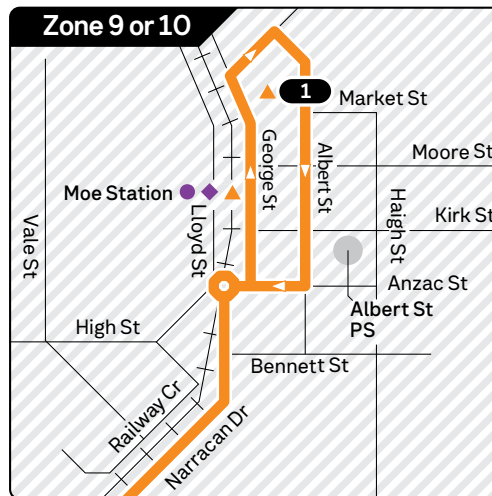 Zone 9 or 10
1
Market St
Moore St
George St
Albert St
Moe Station
Lloyd St
Haigh St
Kirk St
Vale St
Anzac St
Albert St
PS
High St
Bennett St
Railway Cr
Narracan Dr